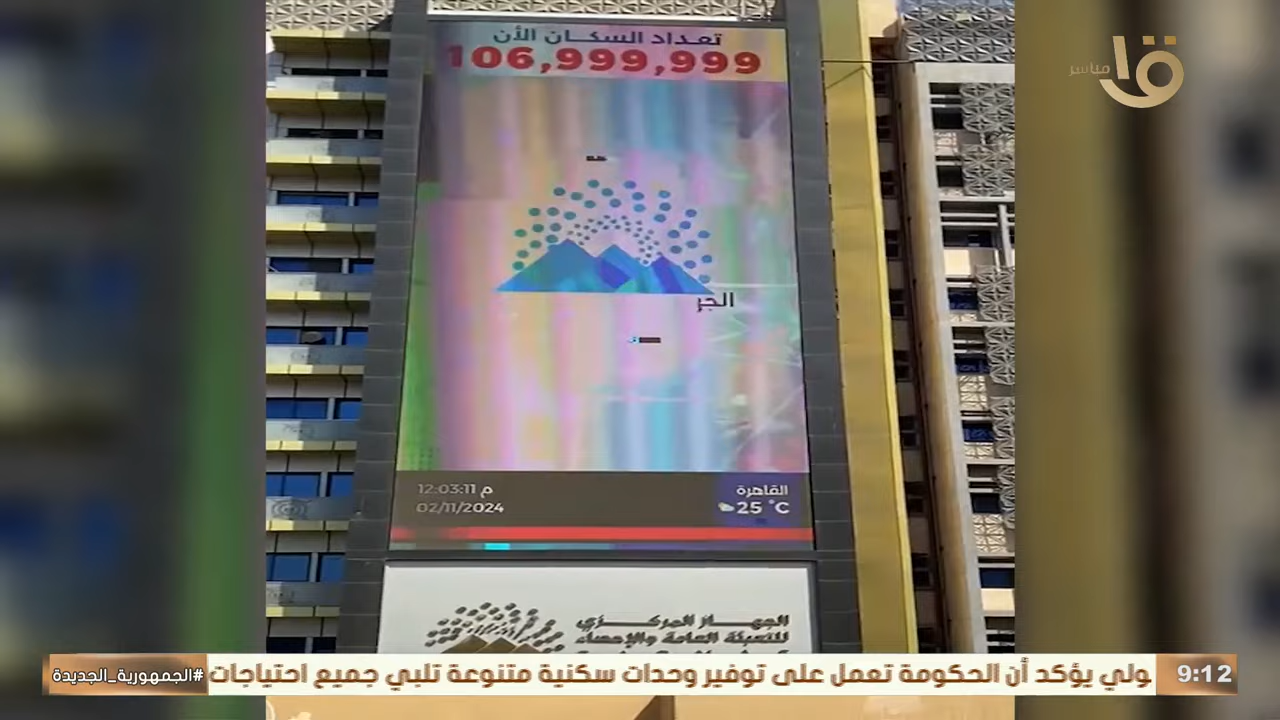 تعداد السكان الأن
106,999,999
مباشر
الجر
القاهرة
25 °C
12:03:11 م
02/11/2024
الجهاز المركزي
للتعبئة العامة والإحصاء
9:12
ولي يؤكد أن الحكومة تعمل على توفير وحدات سكنية متنوعة تلبي جميع احتياجات
#الجمهورية_الجديدة